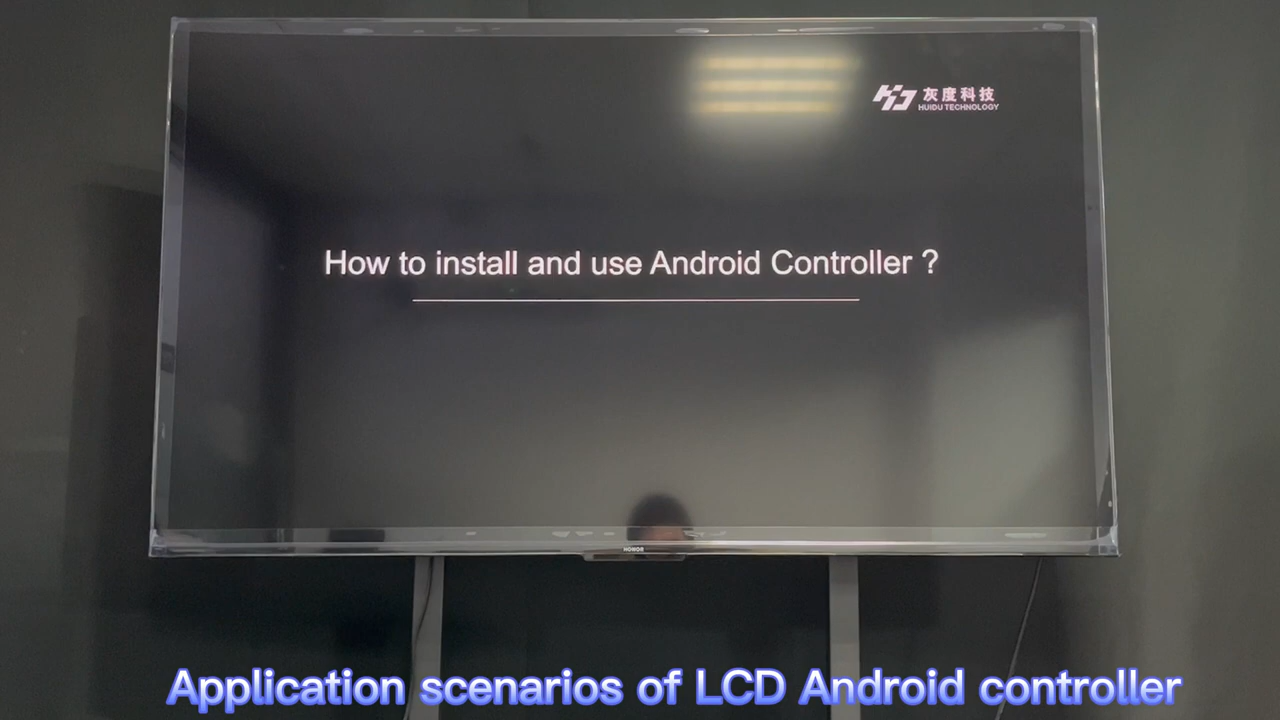 灰度科技
HUIDU TECHNOLOGY
How to install and use Android Controller ?
HONOR
Application scenarios of LCD Android controller